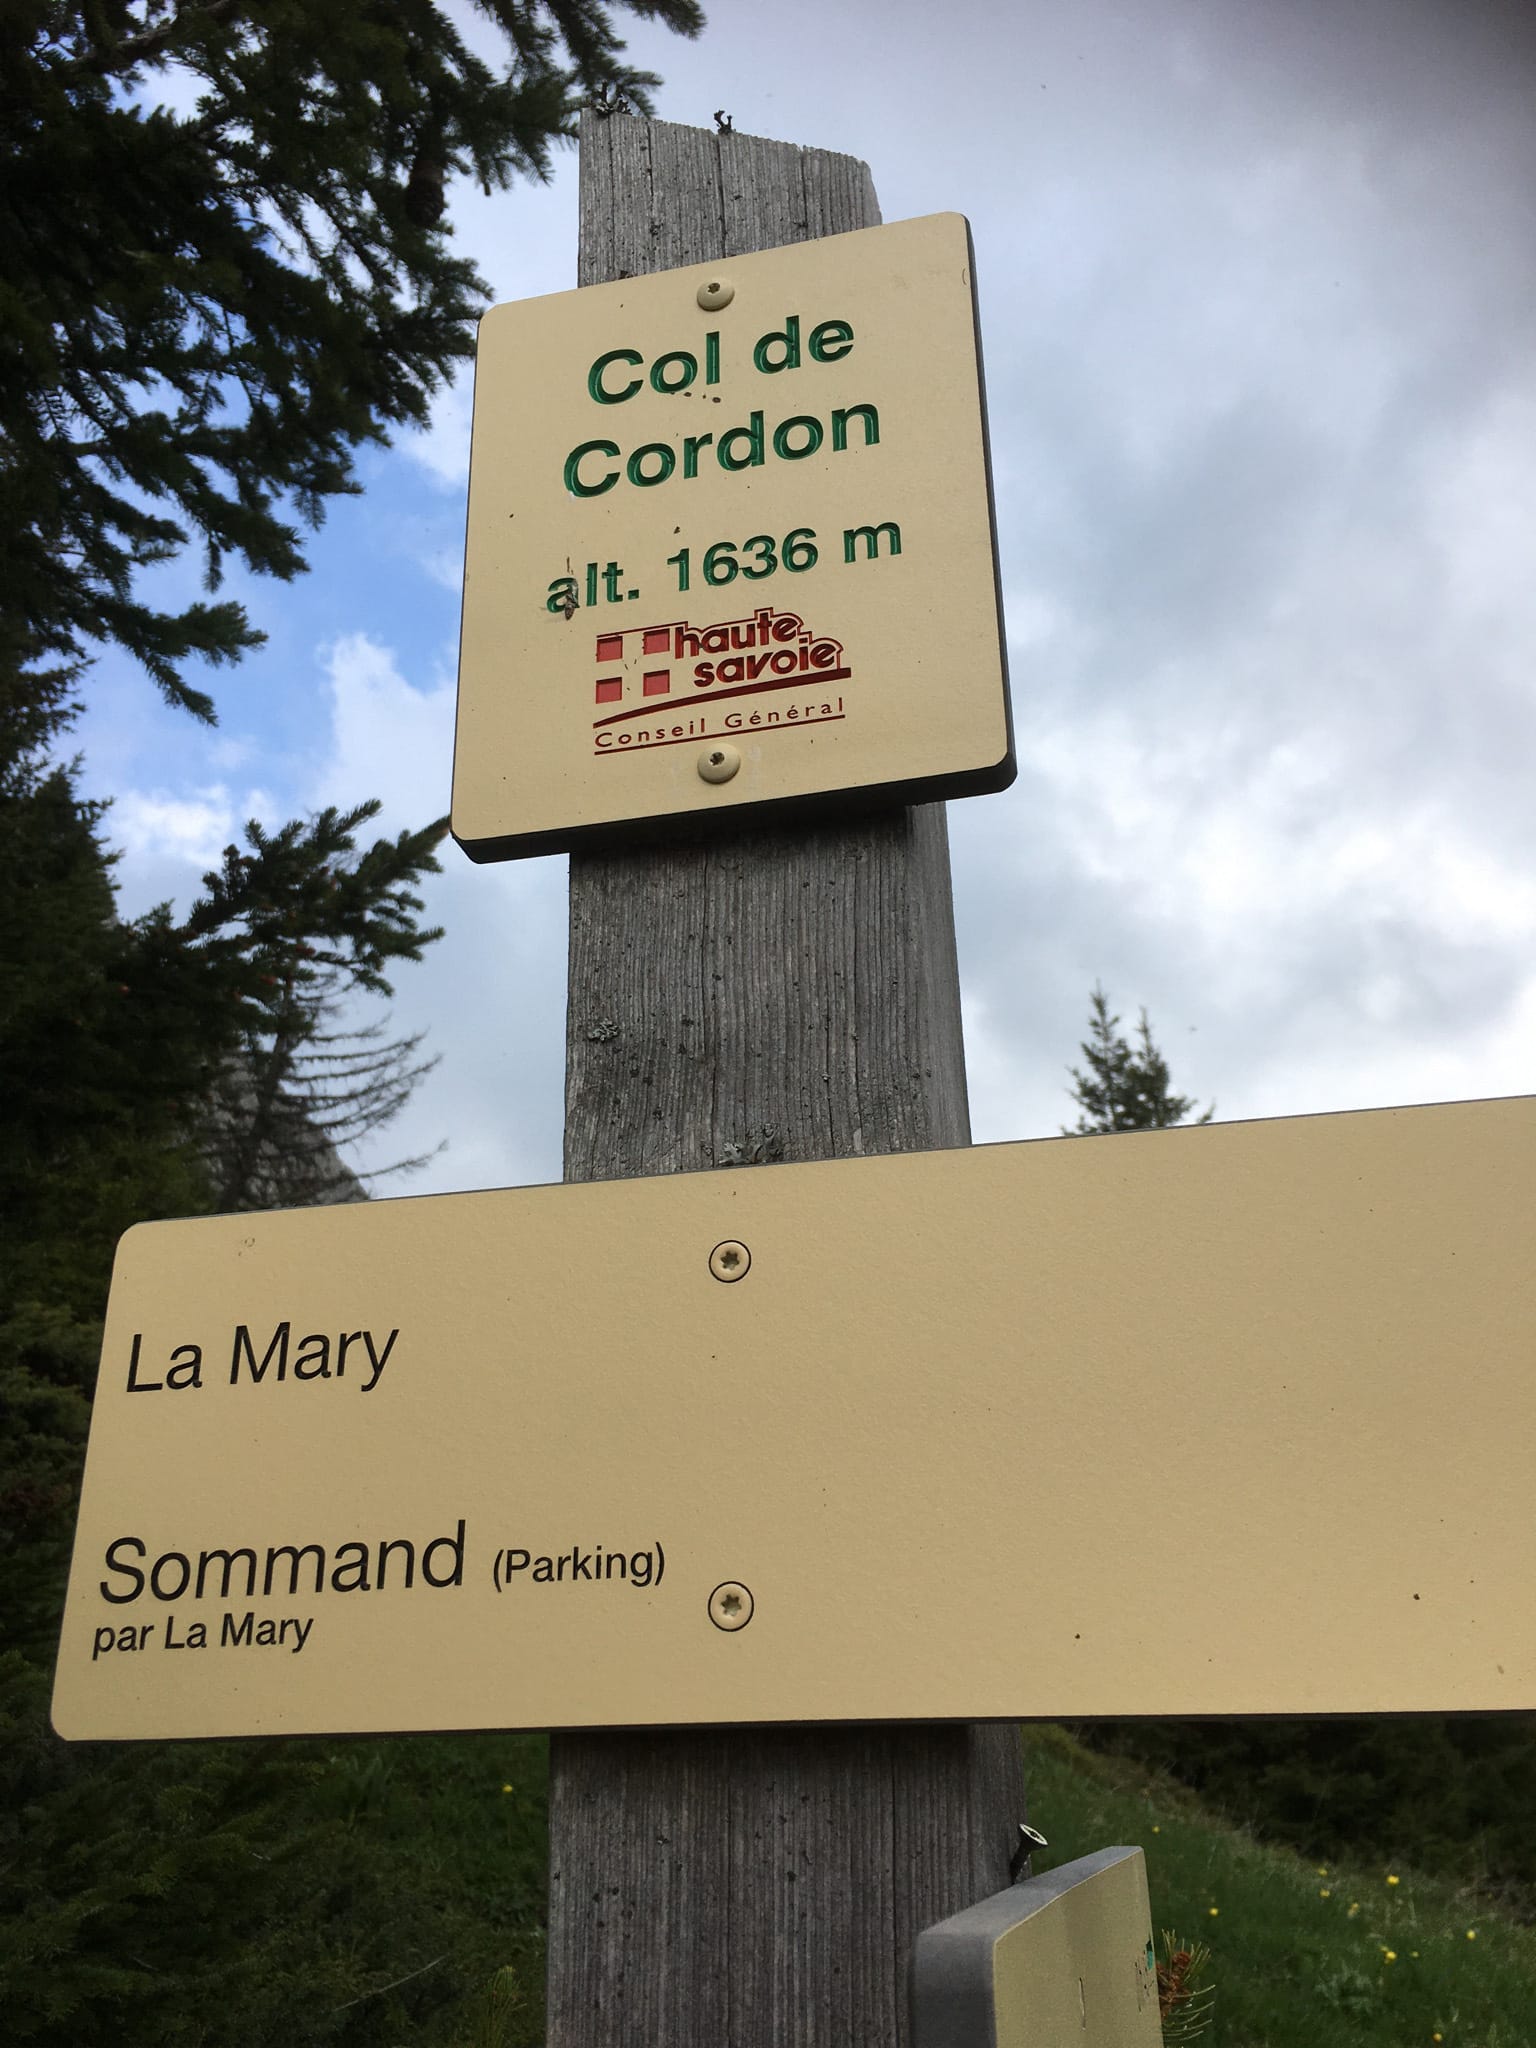 Col de
Cordon
alt. 1636 m
haute
savoie
Conseil Général
La Mary
Sommand (Parking)
par La Mary